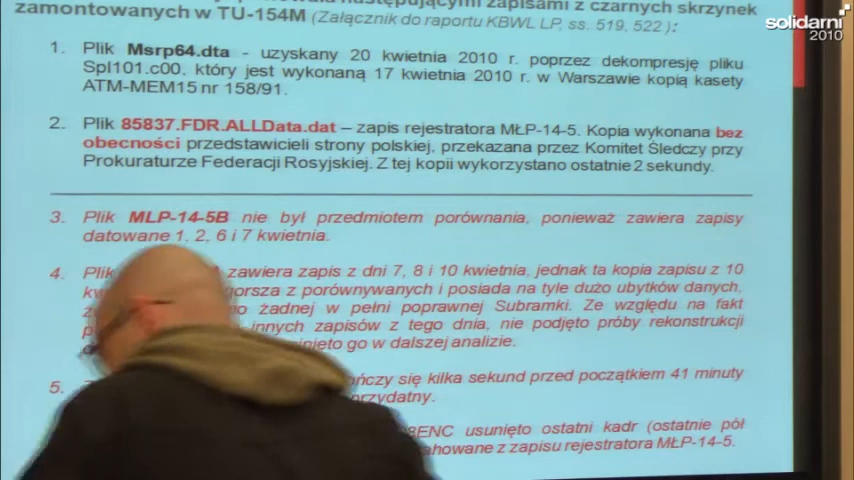 następującymi zapisami z czarnych skrzynek
zamontowanych w TU-154M (Załącznik do raportu KBWL LP, ss. 519, 522 ):
solidarni
2010
1. Plik Msrp64.dta - uzyskany 20 kwietnia 2010 r. poprzez dekompresję pliku
Spl101.c00, który jest wykonaną 17 kwietnia 2010 r. w Warszawie kopią kasety
ATM-MEM15 nr 158/91.
2. Plik 85837.FDR.ALLData.dat – zapis rejestratora MŁP-14-5. Kopia wykonana bez
obecności przedstawicieli strony polskiej, przekazana przez Komitet Śledczy przy
Prokuraturze Federacji Rosyjskiej. Z tej kopii wykorzystano ostatnie 2 sekundy.
3. Plik MLP-14-5B nie był przedmiotem porównania, ponieważ zawiera zapisy
datowane 1, 2, 6 i 7 kwietnia.
4. Plik zawiera zapis z dni 7, 8 i 10 kwietnia, jednak ta kopia zapisu z 10
gorsza z porównywanych i posiada na tyle dużo ubytków danych,
żadnej w pełni poprawnej Subramki. Ze względu na fakt
innych zapisów z tego dnia, nie podjęto próby rekonstrukcji
go w dalszej analizie.
5. kończy się kilka sekund przed początkiem 41 minuty
usunięto ostatni kadr (ostatnie pół
z zapisu rejestratora MŁP-14-5.